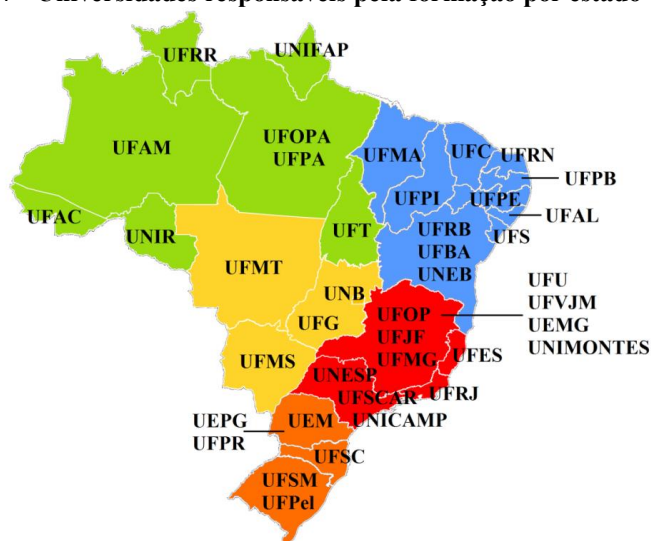 Universidades responsáveis pela formação por estado
UFRR
UNIFAP
UFAM
UFOPA
UFPA
UFMA
UFC
UFRN
UFPB
UFPI
UFPE
UFAL
UFAC
UNIR
UFT
UFRB
UFBA
UNEB
UFS
UFMT
UNB
UFG
UFU
UFVJM
UEMG
UNIMONTES
UFOP
UFJF
UFMG
UFES
UFMS
UNESP
UFSCAR
UNICAMP
UFRJ
UEPG
UFPR
UEM
UFSC
UFSM
UFPel